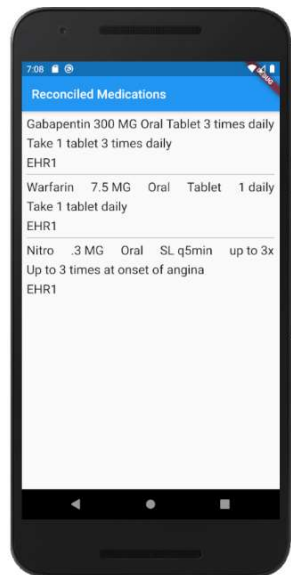 7:08
DEBUG
Reconciled Medications
Gabapentin 300 MG Oral Tablet 3 times daily
Take 1 tablet 3 times daily
EHR1
Warfarin 7.5 MG Oral Tablet 1 daily
Take 1 tablet daily
EHR1
Nitro .3 MG Oral SL q5min up to 3x
Up to 3 times at onset of angina
EHR1